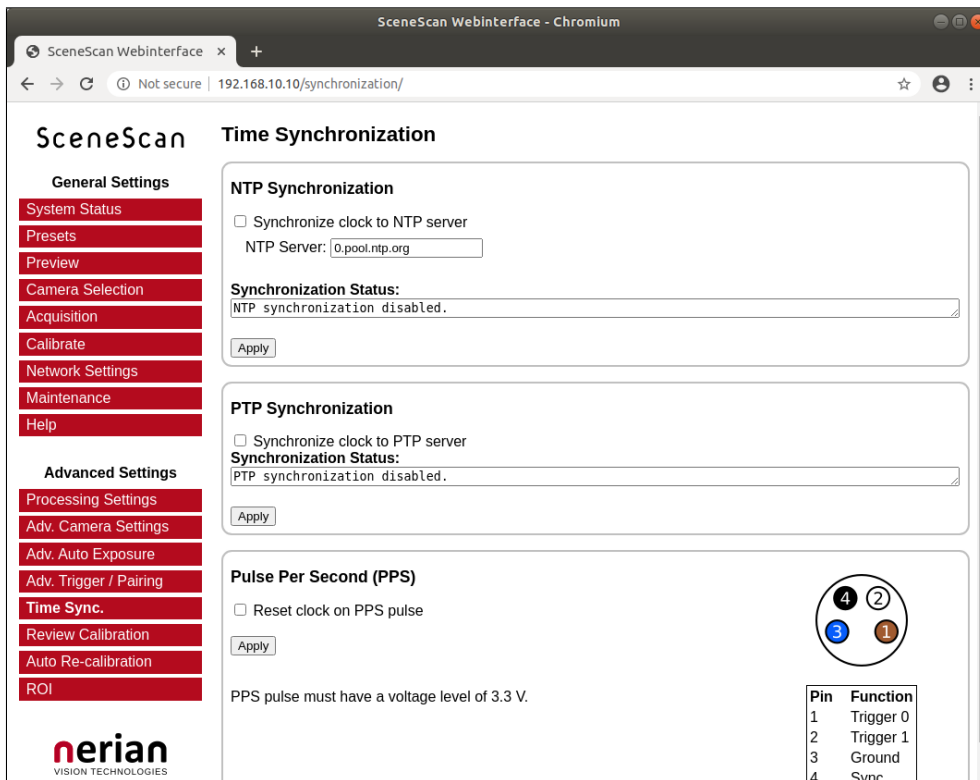 SceneScan Webinterface - Chromium
SceneScan Webinterface × +
Not secure | 192.168.10.10/synchronization/
SceneScan
General Settings
System Status
Presets
Preview
Camera Selection
Acquisition
Calibrate
Network Settings
Maintenance
Help
Advanced Settings
Processing Settings
Adv. Camera Settings
Adv. Auto Exposure
Adv. Trigger / Pairing
Time Sync.
Review Calibration
Auto Re-calibration
ROI
nerian
VISION TECHNOLOGIES
Time Synchronization
NTP Synchronization
Synchronize clock to NTP server
NTP Server: 0.pool.ntp.org
Synchronization Status:
NTP synchronization disabled.
Apply
PTP Synchronization
Synchronize clock to PTP server
Synchronization Status:
PTP synchronization disabled.
Apply
Pulse Per Second (PPS)
Reset clock on PPS pulse
Apply
PPS pulse must have a voltage level of 3.3 V.
4 2
3 1
Pin Function
1 Trigger 0
2 Trigger 1
3 Ground
4 Sync